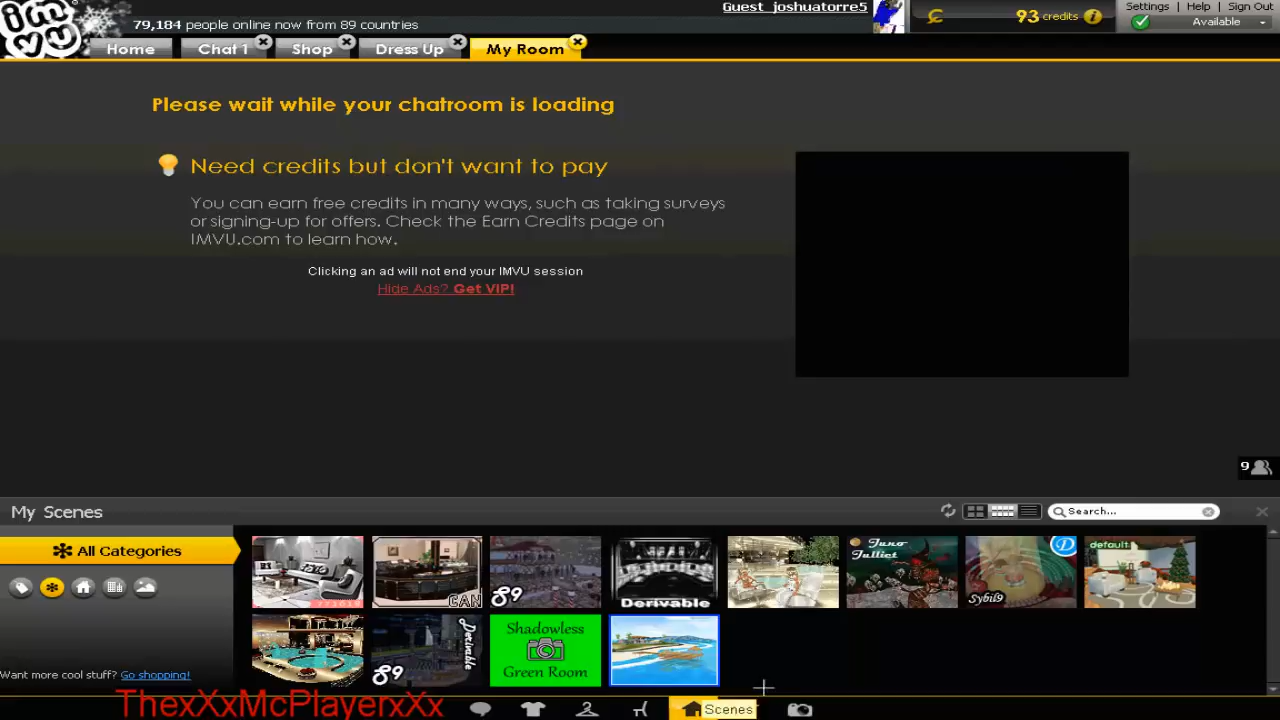 imvu
79,184 people online now from 89 countries
Guest_joshuatorre5
93 credits
Settings | Help | Sign Out
Available
Home
Chat 1
Shop
Dress Up
My Room
Please wait while your chatroom is loading
Need credits but don't want to pay
You can earn free credits in many ways, such as taking surveys
or signing-up for offers. Check the Earn Credits page on
IMVU.com to learn how.
Clicking an ad will not end your IMVU session
Hide Ads? Get VIP!
9
My Scenes
Search...
All Categories
CAN
S9
Derivable
Juno
Julliet
Sybil9
D
default.
S9
Derivable
Shadowless
Green Room
Want more cool stuff? Go shopping!
ThexXxMcPlayerxXx
Scenes